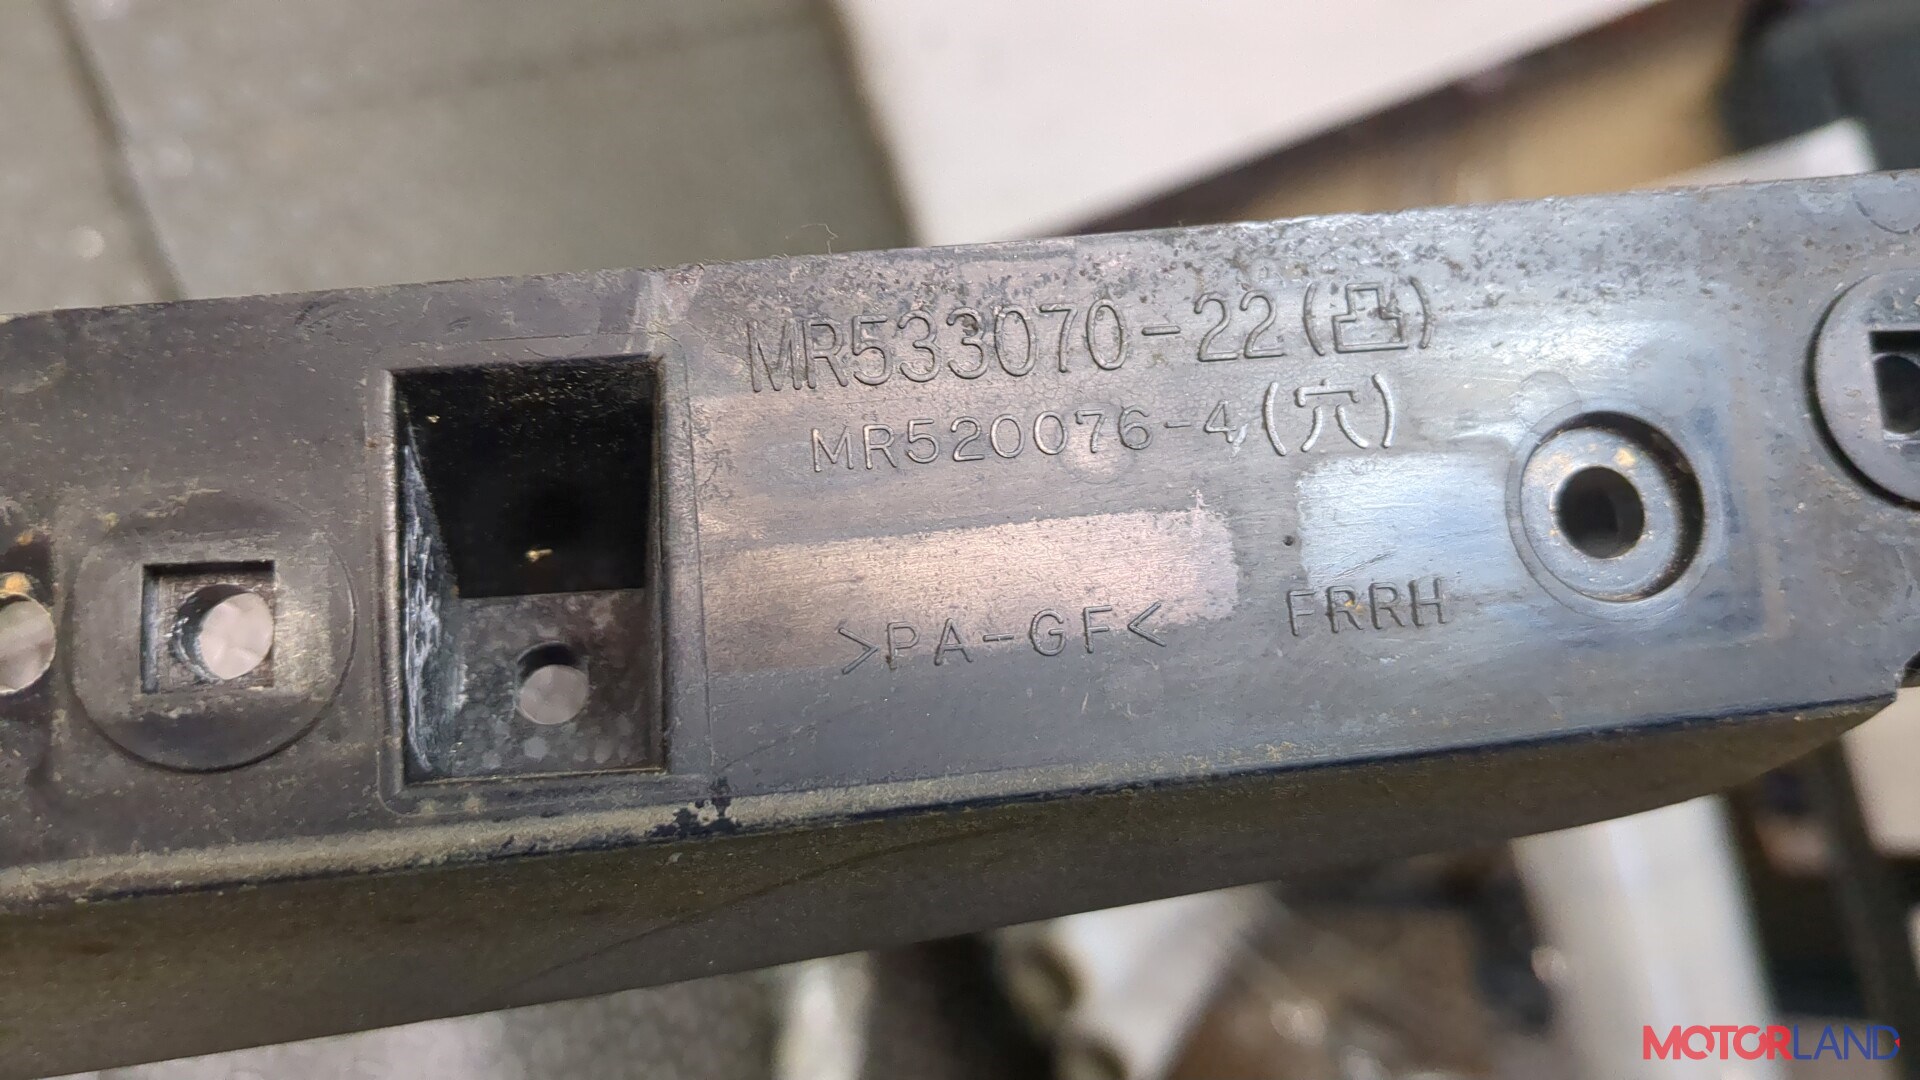 MR533070-22(凸)
MR520076-4(穴)
>PA-GF<
FRRH
MOTORLAND